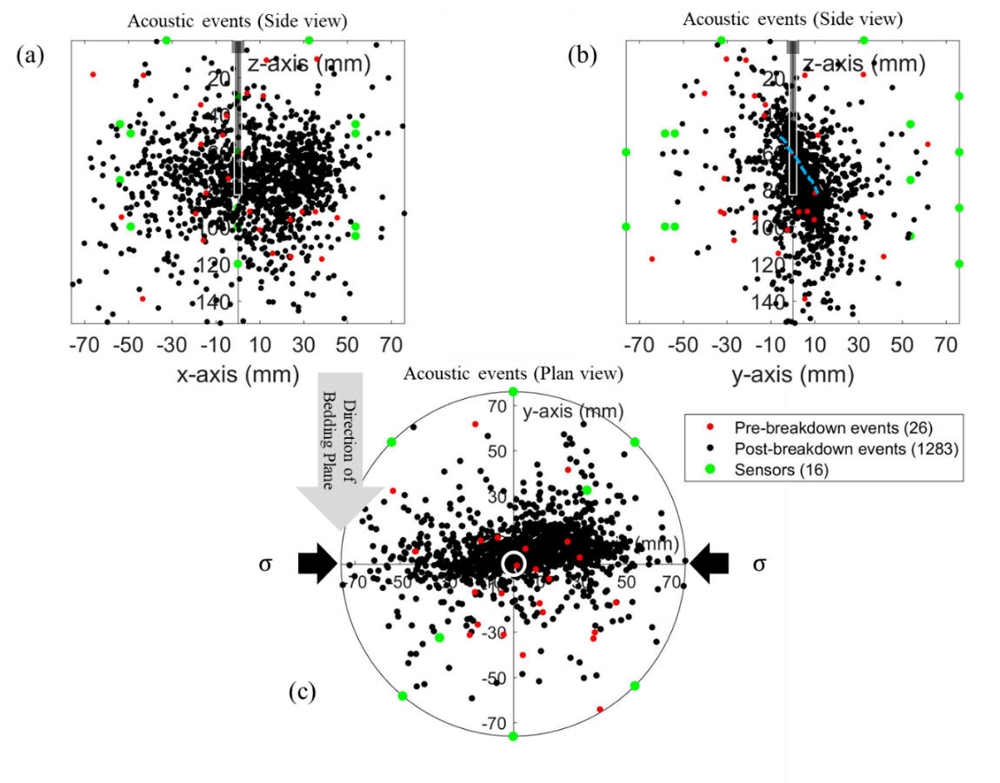 Acoustic events (Side view)
Acoustic events (Side view)
(a)
z-axis (mm)
20
40
60
100
120
140
-70 -50 -30 -10 10 30 50 70
x-axis (mm)
(b)
z-axis (mm)
20
60
80
100
120
140
-70 -50 -30 -10 10 30 50 70
y-axis (mm)
Acoustic events (Plan view)
Direction of
Bedding Plane
70
y-axis (mm)
50
30
Pre-breakdown events (26)
Post-breakdown events (1283)
Sensors (16)
(mm)
σ
σ
-30
50
70
-50
-70
(c)